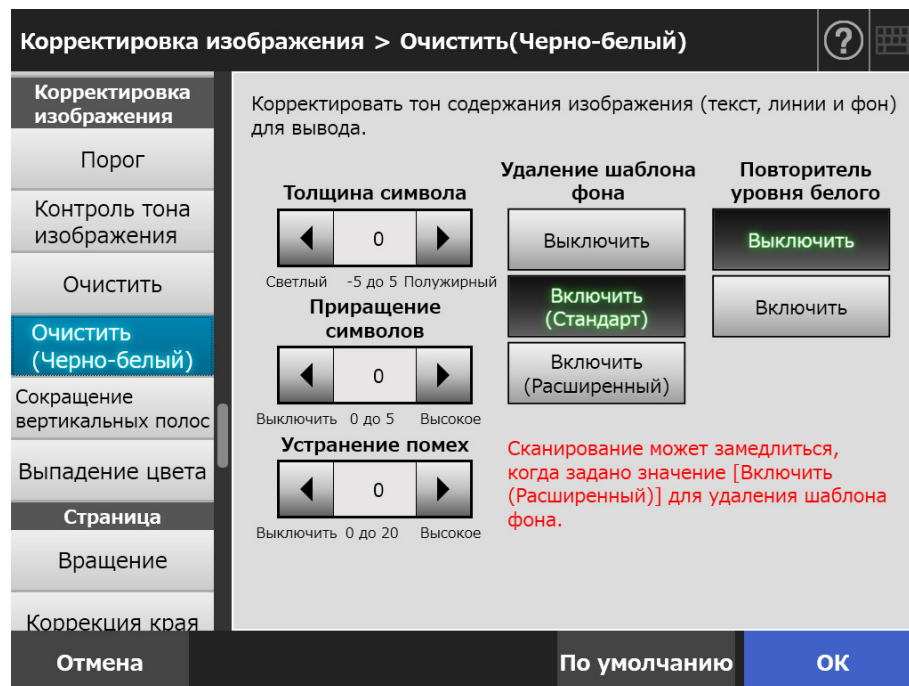 Корректировка изображения > Очистить(Черно-белый)
?
Корректировка
изображения
Порог
Контроль тона
изображения
Очистить
Очистить
(Черно-белый)
Сокращение
вертикальных полос
Выпадение цвета
Страница
Вращение
Коррекция края
Корректировать тон содержания изображения (текст, линии и фон)
для вывода.
Толщина символа
0
Светлый -5 до 5 Полужирный
Приращение
символов
0
Выключить 0 до 5 Высокое
Устранение помех
0
Выключить 0 до 20 Высокое
Удаление шаблона
фона
Выключить
Включить
(Стандарт)
Включить
(Расширенный)
Повторитель
уровня белого
Выключить
Включить
Сканирование может замедлиться,
когда задано значение [Включить
(Расширенный)] для удаления шаблона
фона.
Отмена
По умолчанию
ОК